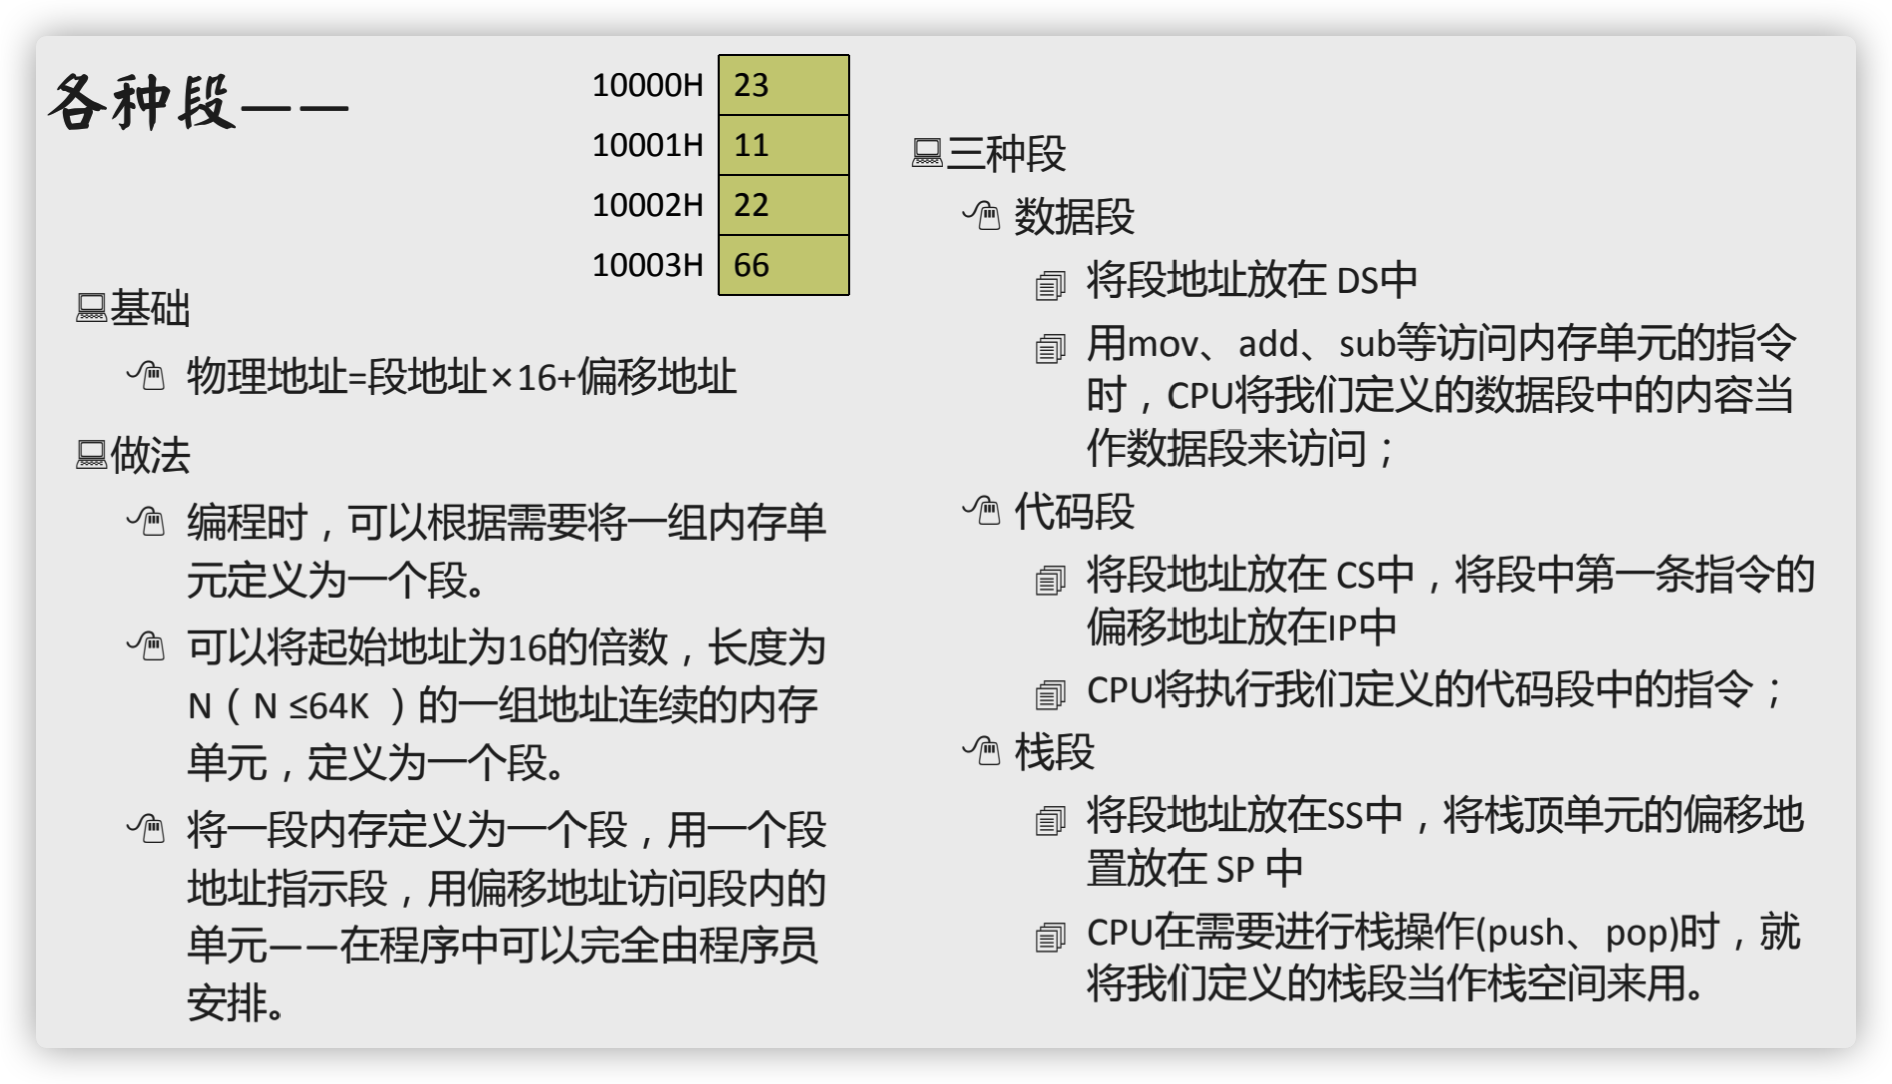 各种段——
10000H 23
10001H 11
10002H 22
10003H 66
基础
物理地址=段地址×16+偏移地址
做法
编程时，可以根据需要将一组内存单
元定义为一个段。
可以将起始地址为16的倍数，长度为
N（N ≤64K ）的一组地址连续的内存
单元，定义为一个段。
将一段内存定义为一个段，用一个段
地址指示段，用偏移地址访问段内的
单元——在程序中可以完全由程序员
安排。
三种段
数据段
将段地址放在 DS中
用mov、add、sub等访问内存单元的指令
时，CPU将我们定义的数据段中的内容当
作数据段来访问；
代码段
将段地址放在 CS中，将段中第一条指令的
偏移地址放在IP中
CPU将执行我们定义的代码段中的指令；
栈段
将段地址放在SS中，将栈顶单元的偏移地
置放在 SP 中
CPU在需要进行栈操作(push、pop)时，就
将我们定义的栈段当作栈空间来用。